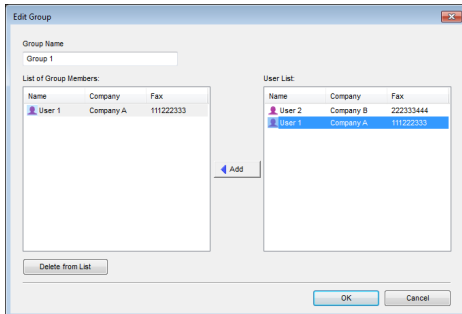 Edit Group
Group Name
Group 1
List of Group Members:
Name Company Fax
User 1 Company A 111222333
User List:
Name Company Fax
User 2 Company B 222333444
User 1 Company A 111222333
Add
Delete from List
OK Cancel